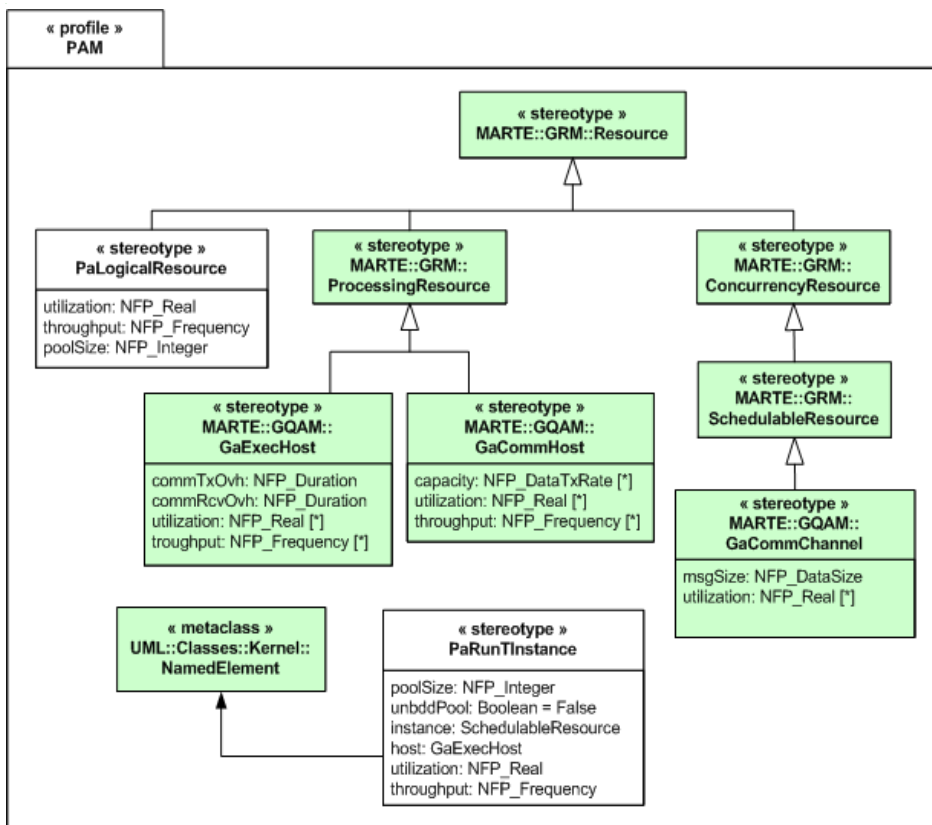 « profile »
PAM
« stereotype »
MARTE::GRM::Resource
« stereotype »
PaLogicalResource
utilization: NFP_Real
throughput: NFP_Frequency
poolSize: NFP_Integer
« stereotype »
MARTE::GRM::
ProcessingResource
« stereotype »
MARTE::GRM::
ConcurrencyResource
« stereotype »
MARTE::GRM::
SchedulableResource
« stereotype »
MARTE::GQAM::
GaExecHost
commTxOvh: NFP_Duration
commRcvOvh: NFP_Duration
utilization: NFP_Real [*]
troughput: NFP_Frequency [*]
« stereotype »
MARTE::GQAM::
GaCommHost
capacity: NFP_DataTxRate [*]
utilization: NFP_Real [*]
throughput: NFP_Frequency [*]
« stereotype »
MARTE::GQAM::
GaCommChannel
msgSize: NFP_DataSize
utilization: NFP_Real [*]
« metaclass »
UML::Classes::Kernel::
NamedElement
« stereotype »
PaRunTInstance
poolSize: NFP_Integer
unbddPool: Boolean = False
instance: SchedulableResource
host: GaExecHost
utilization: NFP_Real
throughput: NFP_Frequency